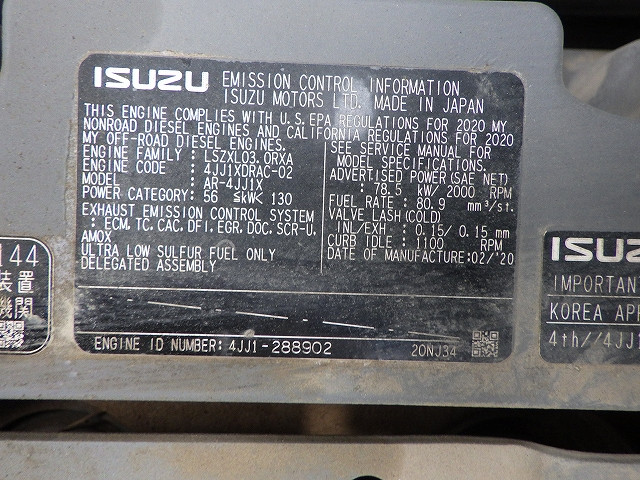 ISUZU EMISSION CONTROL INFORMATION
ISUZU MOTORS LTD. MADE IN JAPAN
THIS ENGINE COMPLIES WITH U.S.EPA REGULATIONS FOR 2020 MY
NONROAD DIESEL ENGINES AND CALIFORNIA REGULATIONS FOR 2020
MY OFF-ROAD DIESEL ENGINES.
ENGINE FAMILY : LSZXL03.0RXA
ENGINE CODE : 4JJ1XDRAC-02
MODEL : AR-4JJ1X
POWER CATEGORY: 56 ≦kW< 130
EXHAUST EMISSION CONTROL SYSTEM
: ECM, TC, CAC, DFI, EGR, DOC, SCR-U,
AMOX
ULTRA LOW SULFUR FUEL ONLY
DELEGATED ASSEMBLY
SEE SERVICE MANUAL FOR
MODEL SPECIFICATIONS.
ADVERTISED POWER(SAE NET)
: 78.5 kW/ 2000 RPM
FUEL RATE : 80.9 mm³/st.
VALVE LASH(COLD)
INL/EXH : 0.15/ 0.15 mm
CURB IDLE : 1100 RPM
DATE OF MANUFACTURE:02/'20
ENGINE ID NUMBER: 4JJ1-288902
20NJ34
144
装置
機関
ISUZU
IMPORTAN
KOREA APP
4th//4JJ1